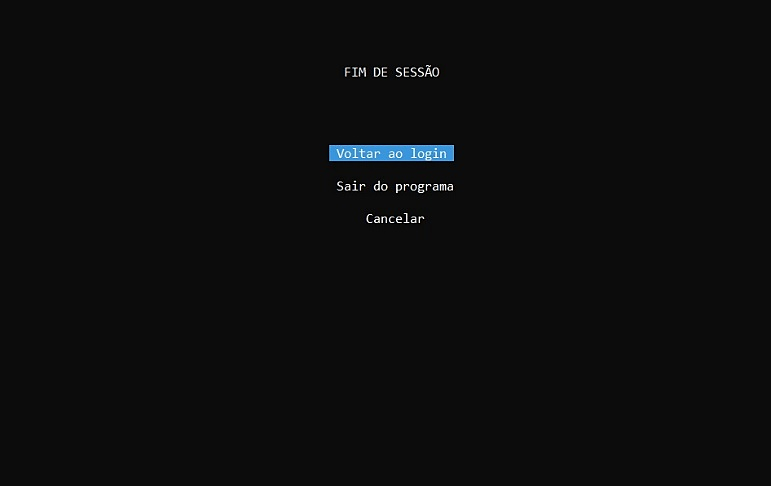 FIM DE SESSÃO
Voltar ao login
Sair do programa
Cancelar